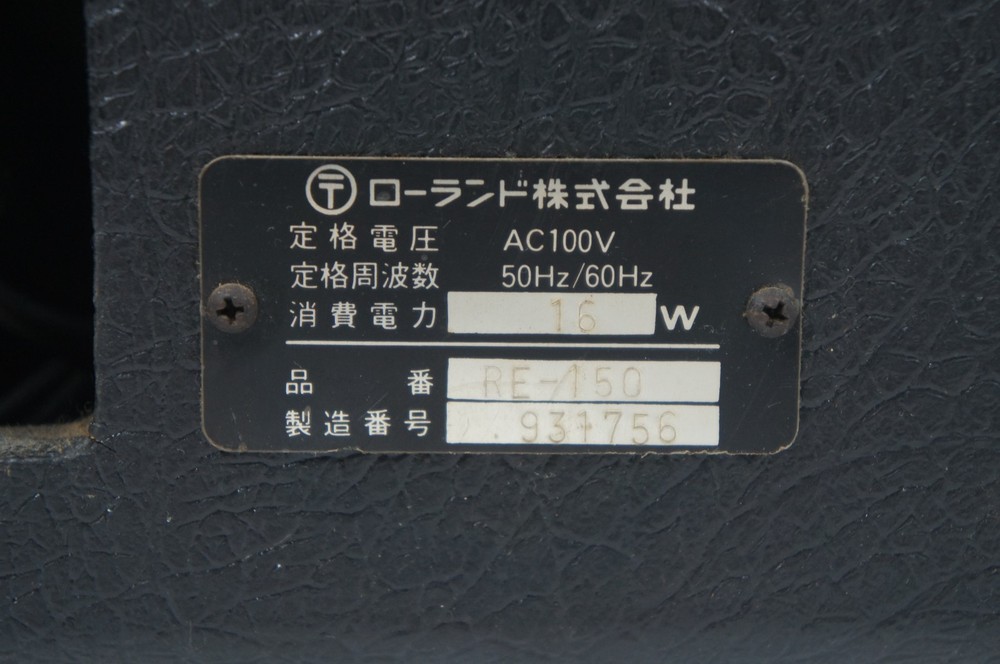 〒 ローランド株式会社
定格電圧 AC100V
定格周波数 50Hz/60Hz
消費電力 16 W
品番 RE-150
製造番号 931756